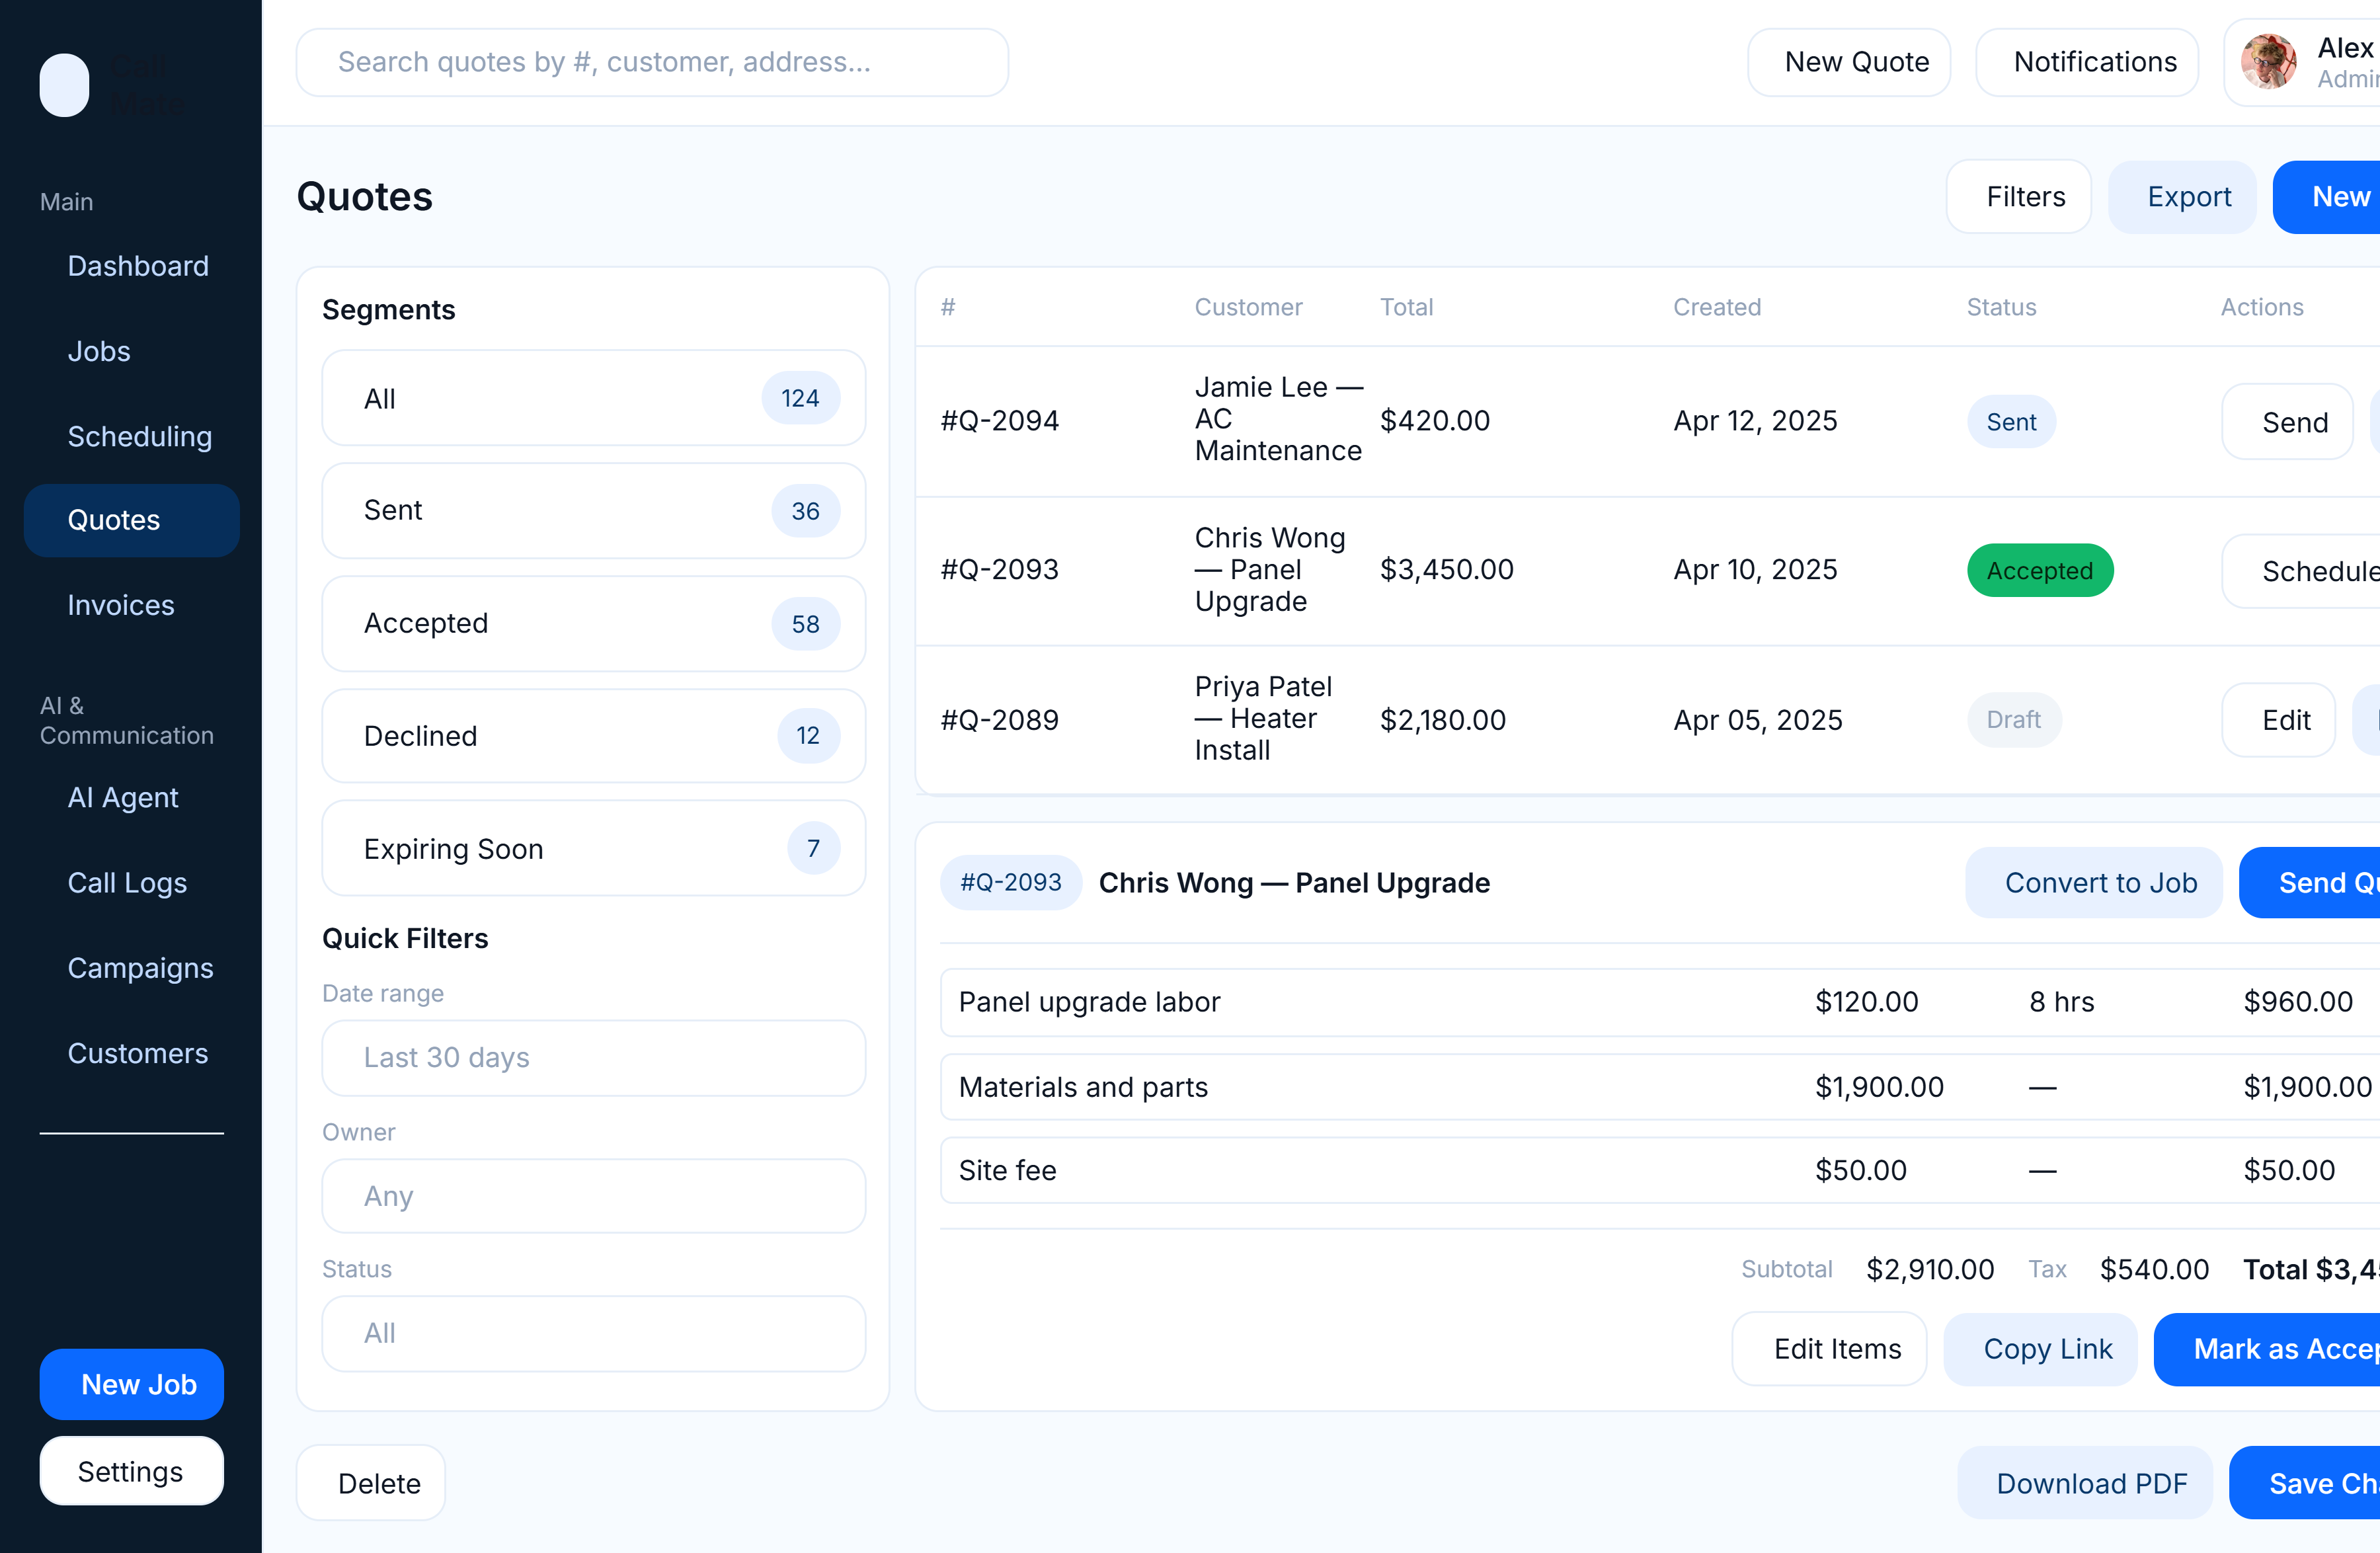 Call
Mate
Search quotes by #, customer, address...
New Quote
Notifications
Alex
Main
Dashboard
Jobs
Scheduling
Quotes
Invoices
AI &
Communication
AI Agent
Call Logs
Campaigns
Customers
New Job
Settings
Quotes
Filters
Export
New
Segments
All 124
Sent 36
Accepted 58
Declined 12
Expiring Soon 7
Quick Filters
Date range
Last 30 days
Owner
Any
Status
All
# Customer Total Created Status Actions
#Q-2094 $420.00 Apr 12, 2025 Sent Send
Jamie Lee —
AC
Maintenance
#Q-2093 $3,450.00 Apr 10, 2025 Accepted Schedule
Chris Wong
— Panel
Upgrade
#Q-2089 $2,180.00 Apr 05, 2025 Draft Edit
Priya Patel
— Heater
Install
#Q-2093 Chris Wong — Panel Upgrade
Convert to Job
Send
Panel upgrade labor $120.00 8 hrs $960.00
Materials and parts $1,900.00 — $1,900.00
Site fee $50.00 — $50.00
Subtotal $2,910.00 Tax $540.00 Total
Edit Items
Copy Link
Mark as
Delete
Download PDF
Save